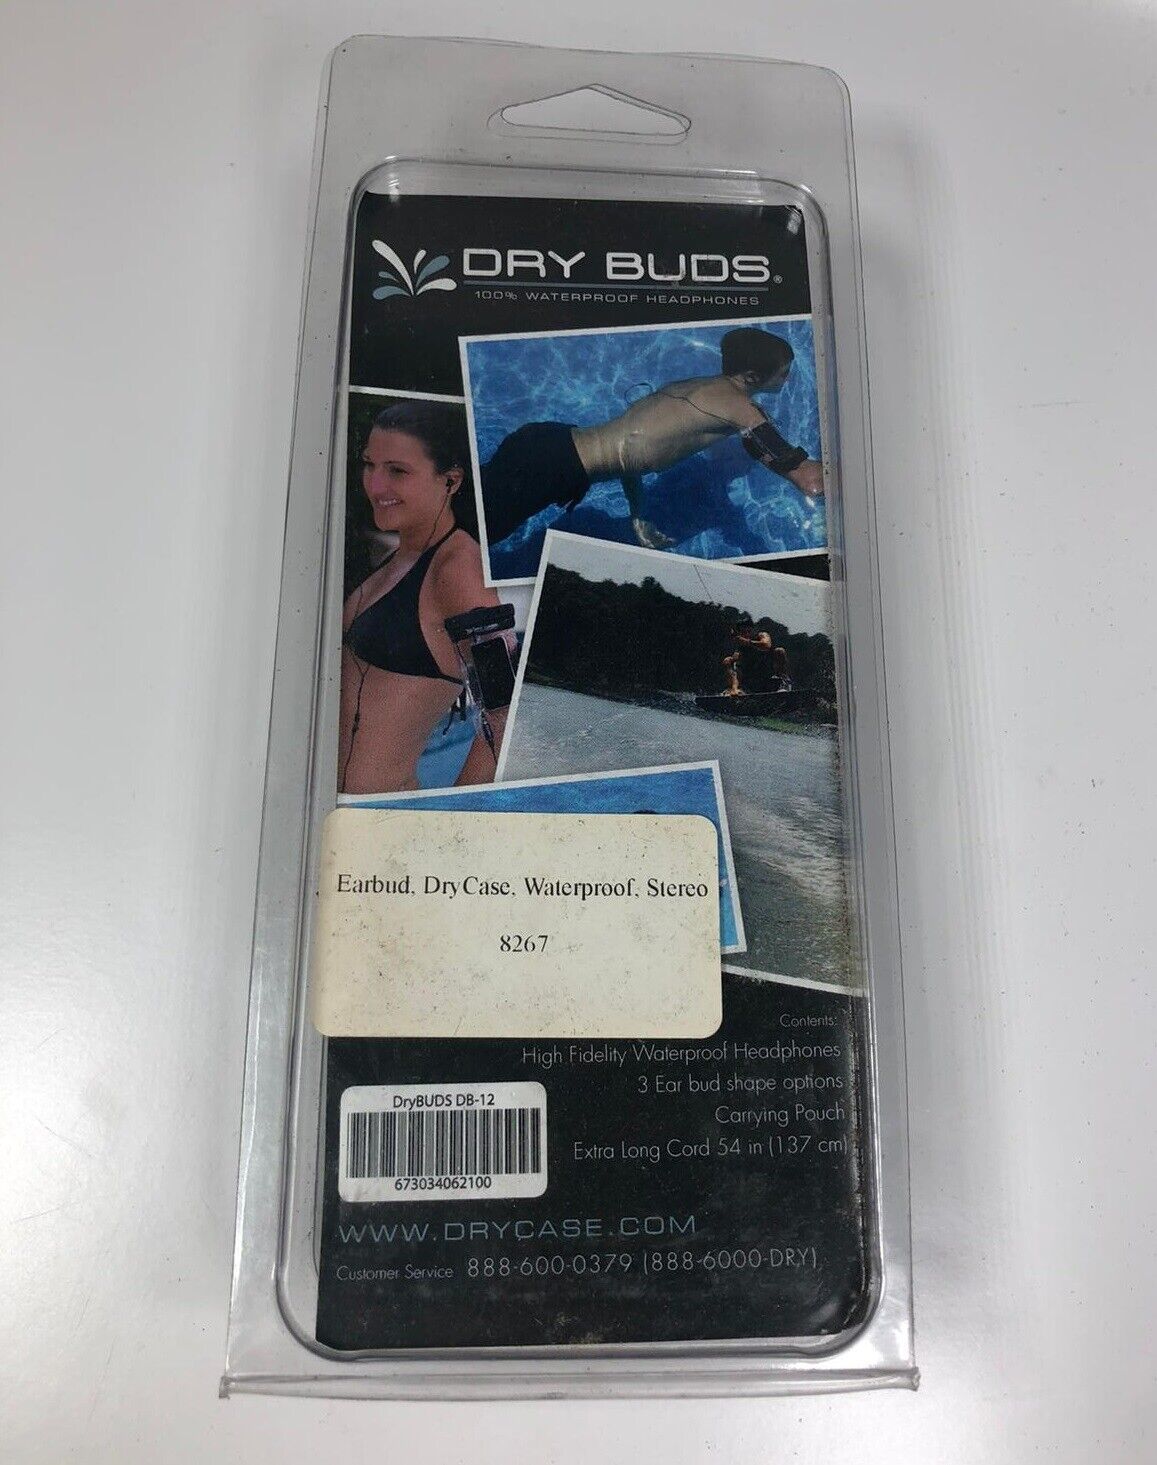 DRY BUDS®
100% WATERPROOF HEADPHONES
Earbud, DryCase, Waterproof, Stereo
8267
Contents:
High Fidelity Waterproof Headphones
3 Ear bud shape options
Carrying Pouch
Extra Long Cord 54 in (137 cm)
DryBUDS DB-12
673034062100
WWW.DRYCASE.COM
Customer Service 888-600-0379 (888-6000-DRY)